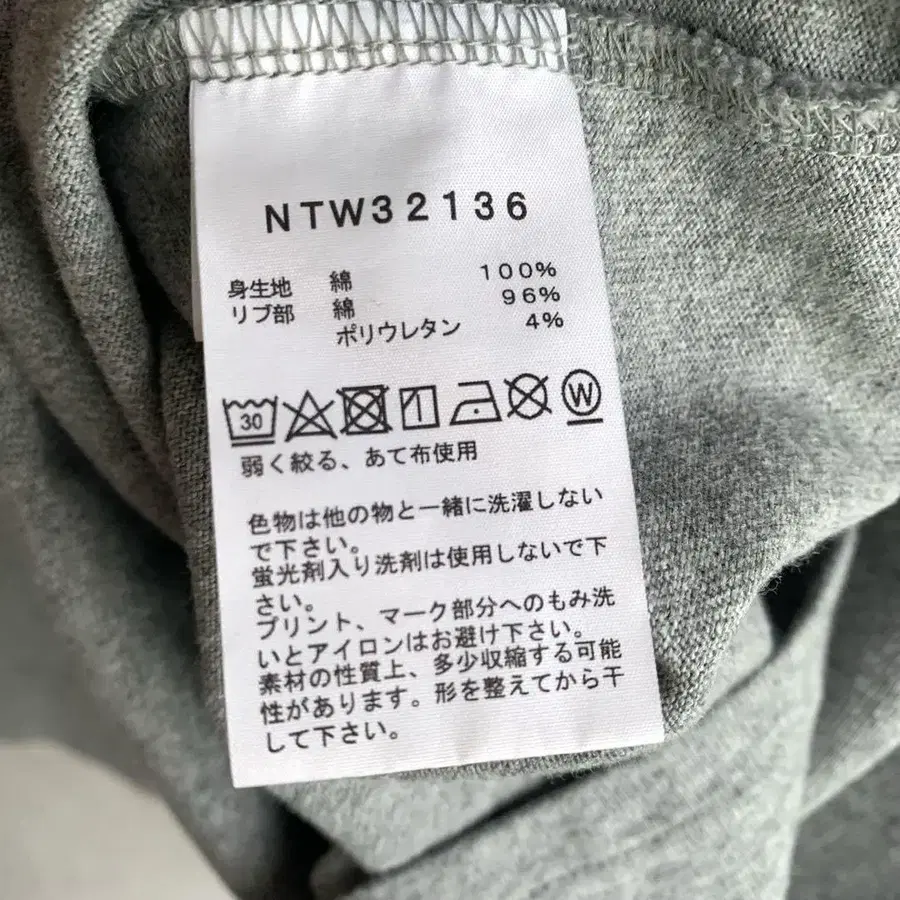 NTW32136
身生地 綿 100%
リブ部 綿 96%
ポリウレタン 4%
30 W
弱く絞る、あて布使用
色物は他の物と一緒に洗濯しない
で下さい。
蛍光剤入り洗剤は使用しないで下
さい。
プリント、マーク部分へのもみ洗
いとアイロンはお避け下さい。
素材の性質上、多少収縮する可能
性があります。形を整えてから干
して下さい。